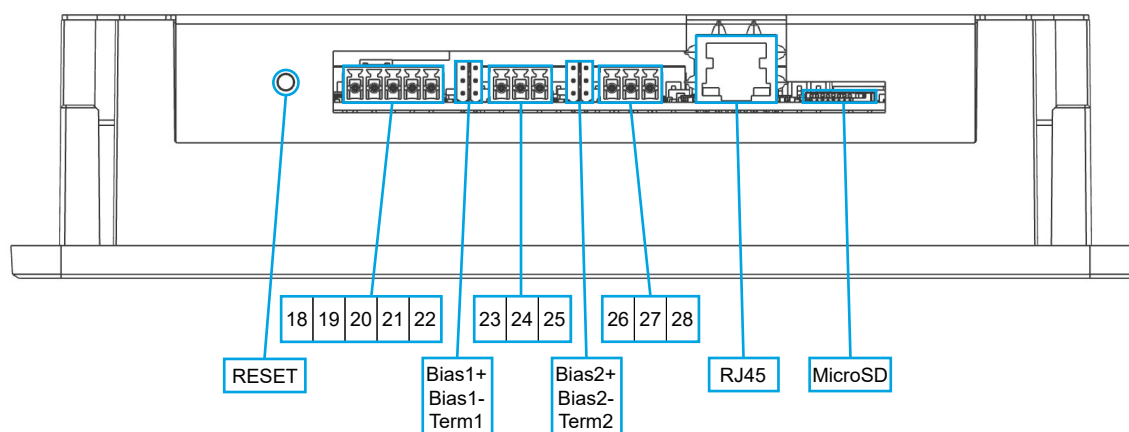 18 19 20 21 22
23 24 25
26 27 28
RESET
Bias1+
Bias1-
Term1
Bias2+
Bias2-
Term2
RJ45
MicroSD